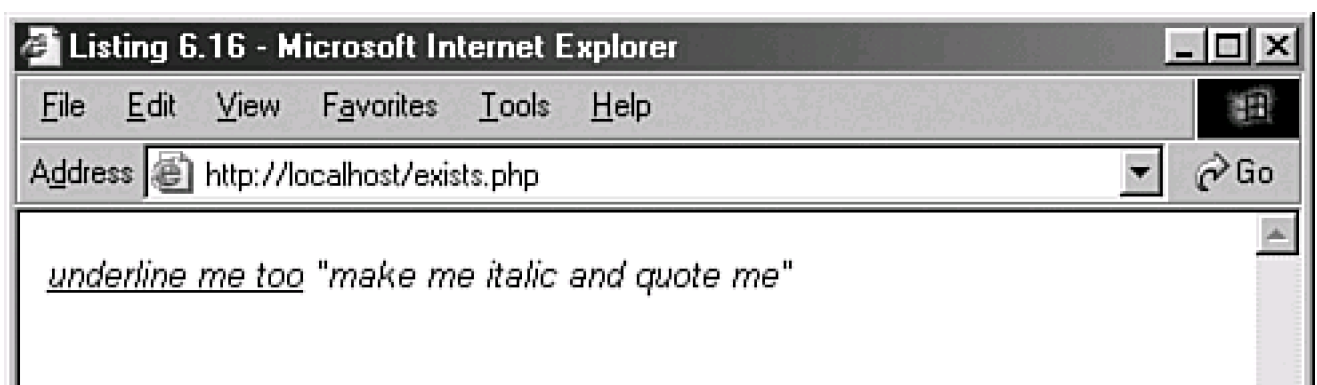 Listing 6.16 - Microsoft Internet Explorer
File Edit View Favorites Tools Help
Address http://localhost/exists.php Go
underline me too "make me italic and quote me"